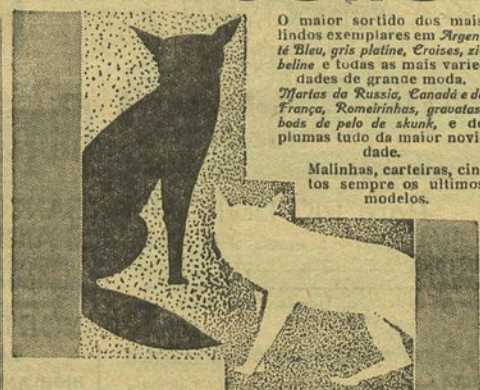 O maior sortido dos mais
lindos exemplares em Argen-
té Bleu, gris platine, Croises, zi-
beline e todas as mais varie-
dades de grande moda.
Martas da Russia, Canadá e da
França, Romeirinhas, gravatas
boás de pelo de skunk, e de
plumas tudo da maior novi-
dade.
Malinhas, carteiras, cin-
tos sempre os ultimos
modelos.